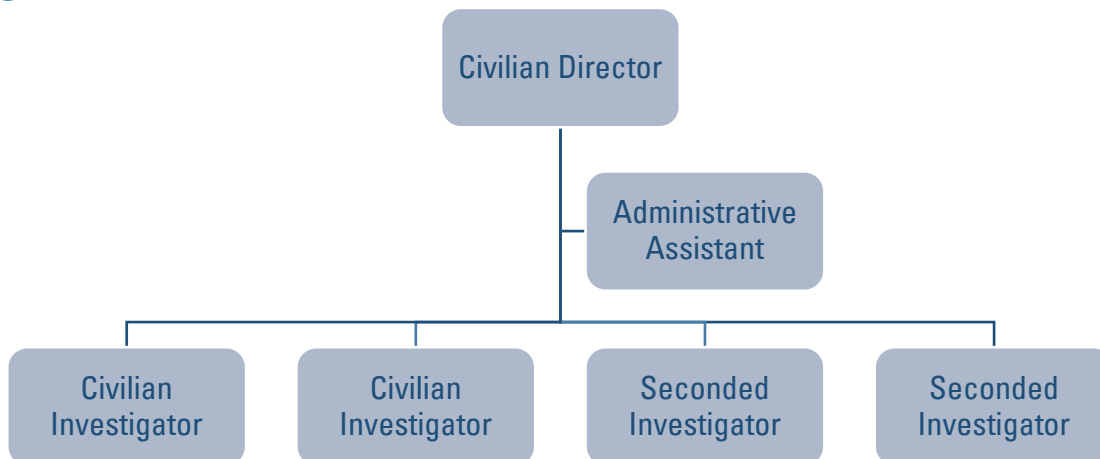 Civilian Director
Administrative
Assistant
Civilian
Investigator
Civilian
Investigator
Seconded
Investigator
Seconded
Investigator